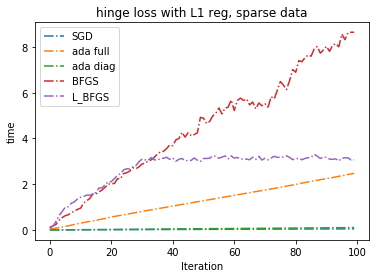 hinge loss with L1 reg, sparse data
SGD
ada full
ada diag
BFGS
L_BFGS
8
6
4
2
0
time
0 20 40 60 80 100
Iteration